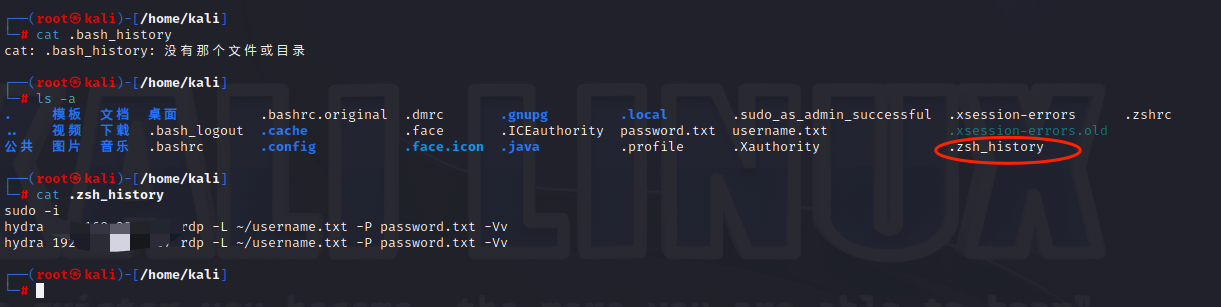 ┌──(root㉿kali)-[/home/kali]
└─# cat .bash_history
cat: .bash_history: 没有那个文件或目录
┌──(root㉿kali)-[/home/kali]
└─# ls -a
. 模板 文档 桌面 .bashrc.original .dmrc .gnupg .local .sudo_as_admin_successful .xsession-errors .zshrc
.. 视频 下载 .bash_logout .cache .face .ICEauthority password.txt username.txt .xsession-errors.old
公共 图片 音乐 .bashrc .config .face.icon .java .profile .Xauthority .zsh_history
┌──(root㉿kali)-[/home/kali]
└─# cat .zsh_history
sudo -i
hydra rdp -L ~/username.txt -P password.txt -Vv
hydra 192 rdp -L ~/username.txt -P password.txt -Vv
┌──(root㉿kali)-[/home/kali]
└─#
KALI LINUX